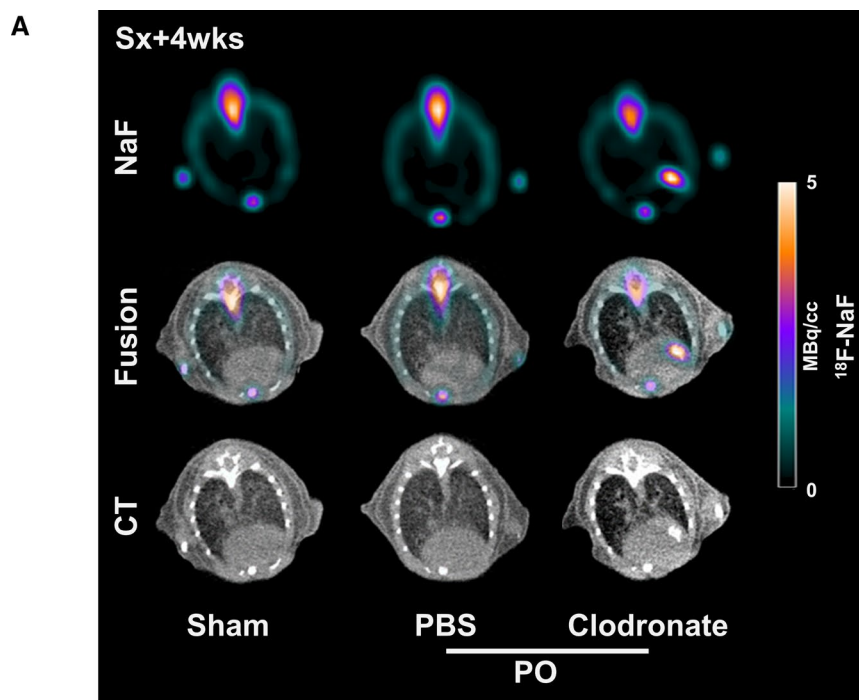 A
Sx+4wks
NaF
Fusion
CT
5
MBq/cc
18F-NaF
0
Sham
PBS
Clodronate
PO